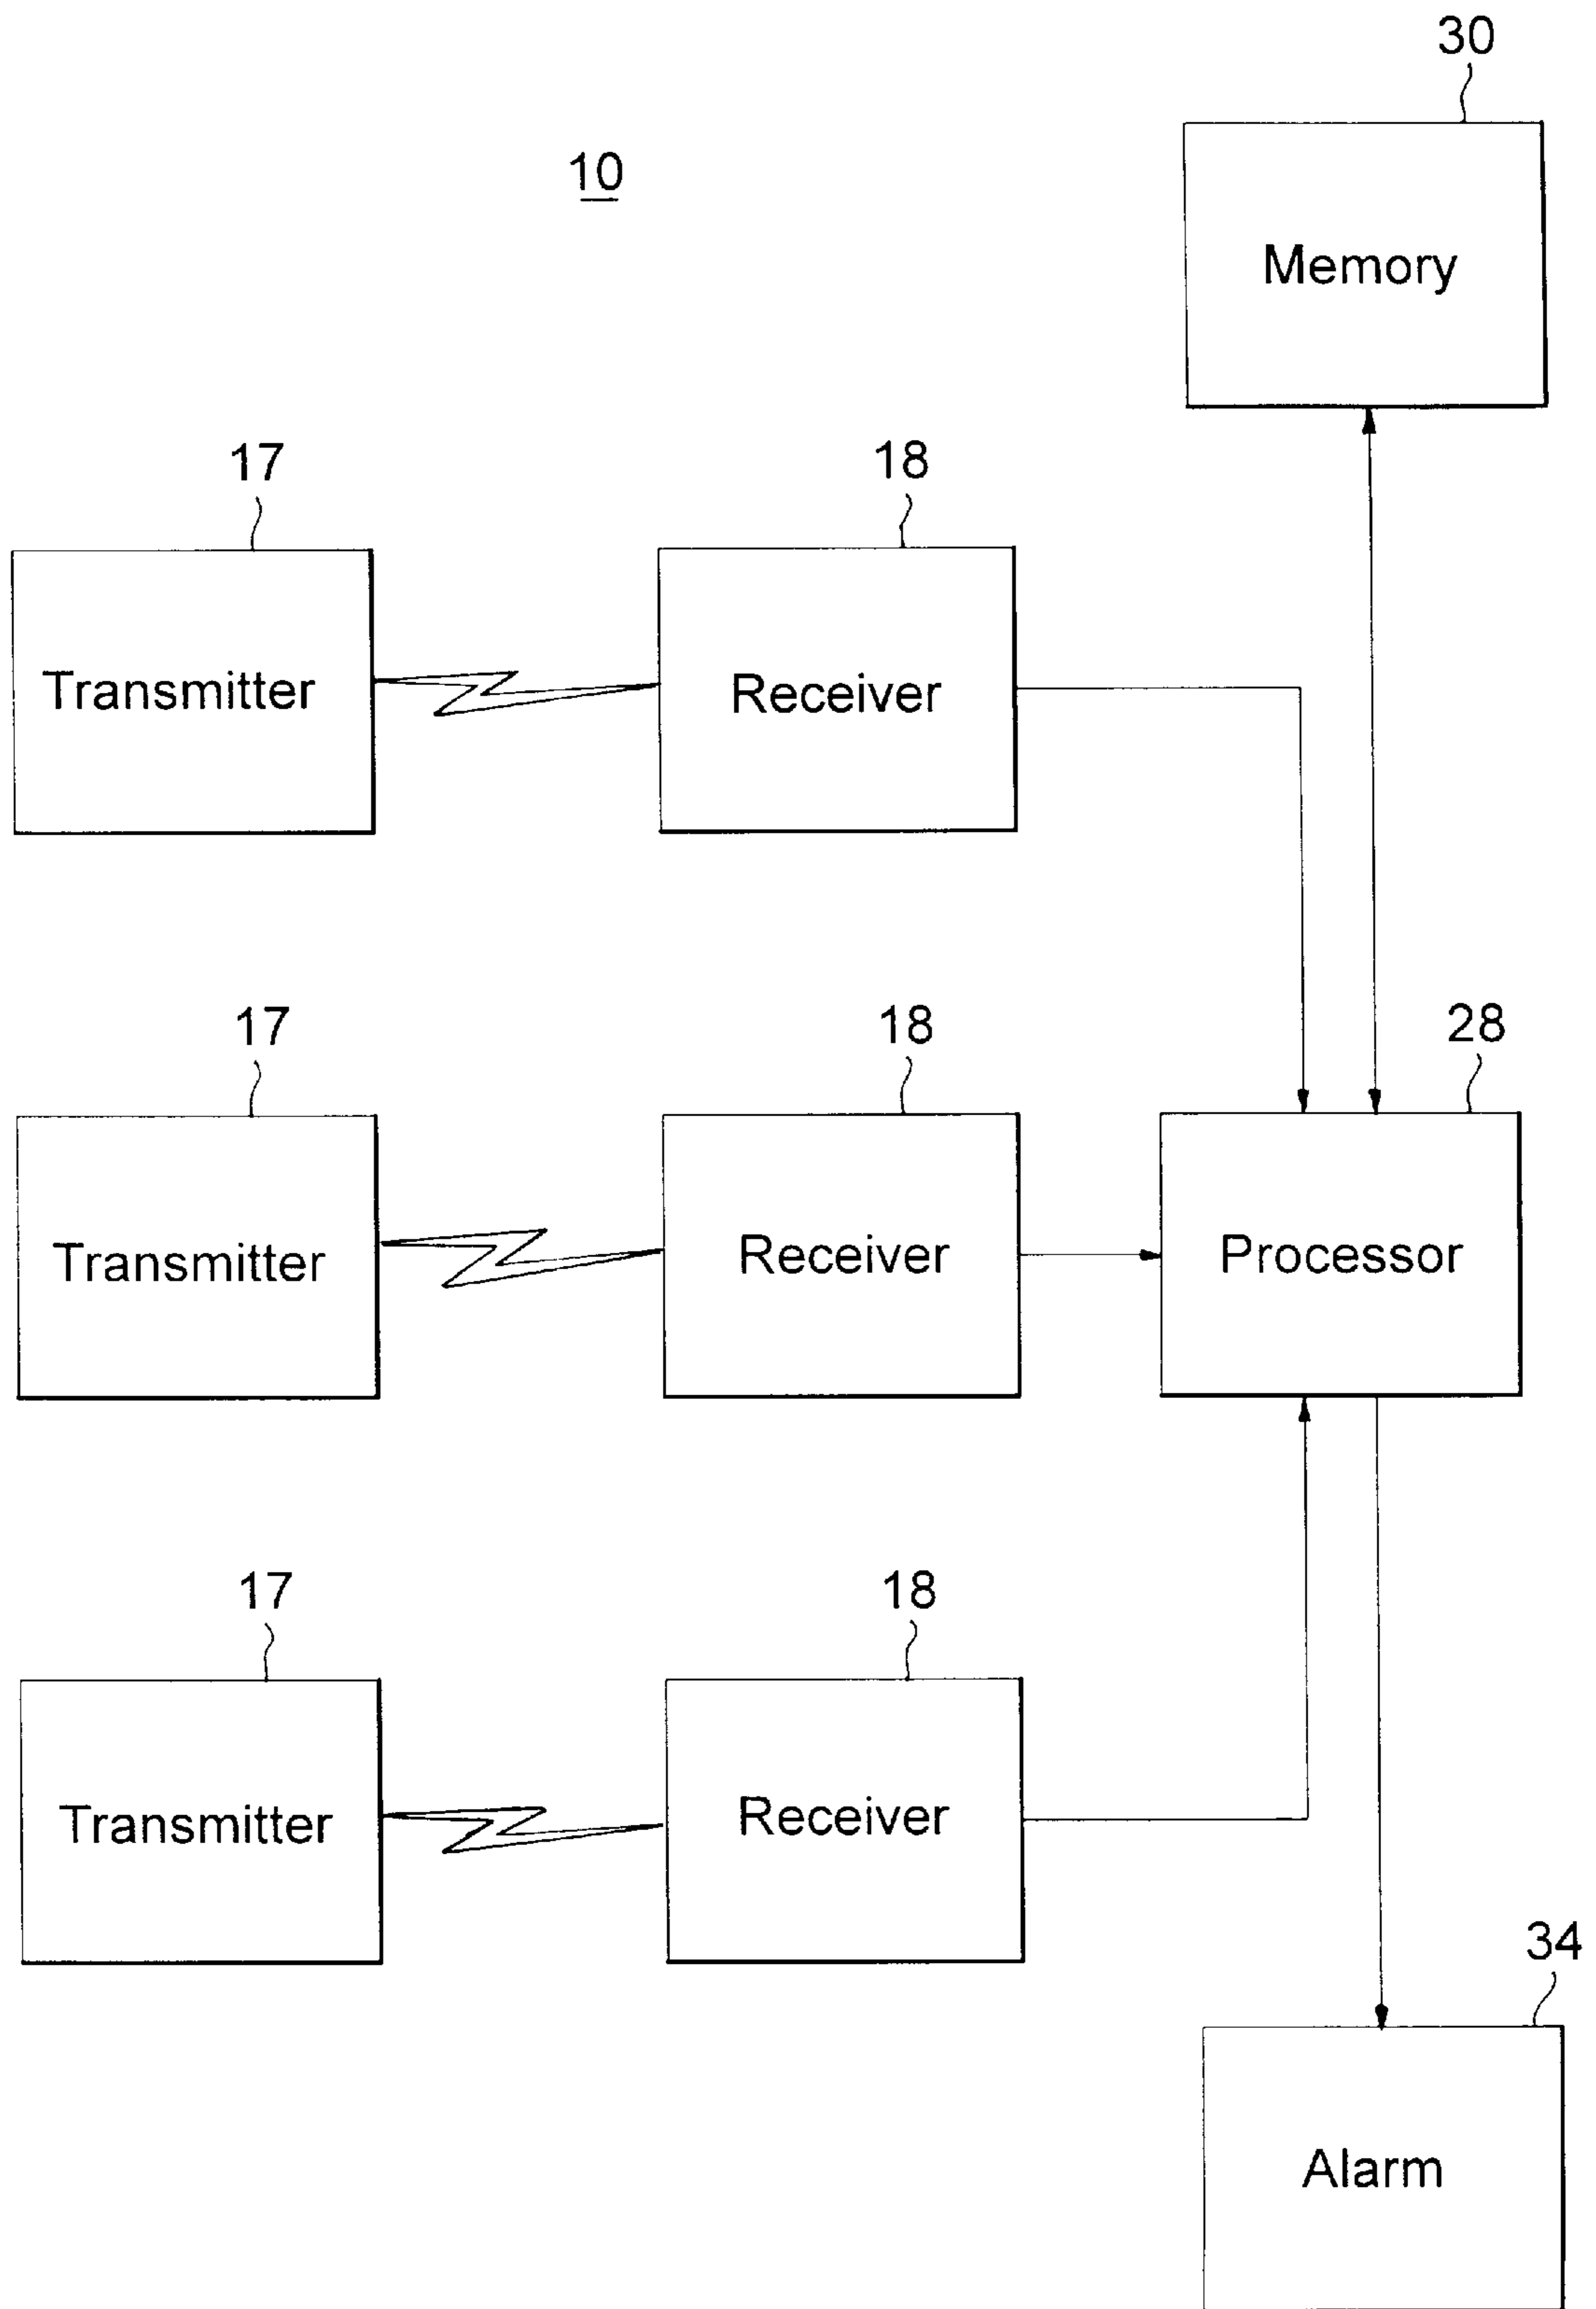 30
10
Memory
17
18
Transmitter
Receiver
17
18
28
Transmitter
Receiver
Processor
17
18
Transmitter
Receiver
34
Alarm